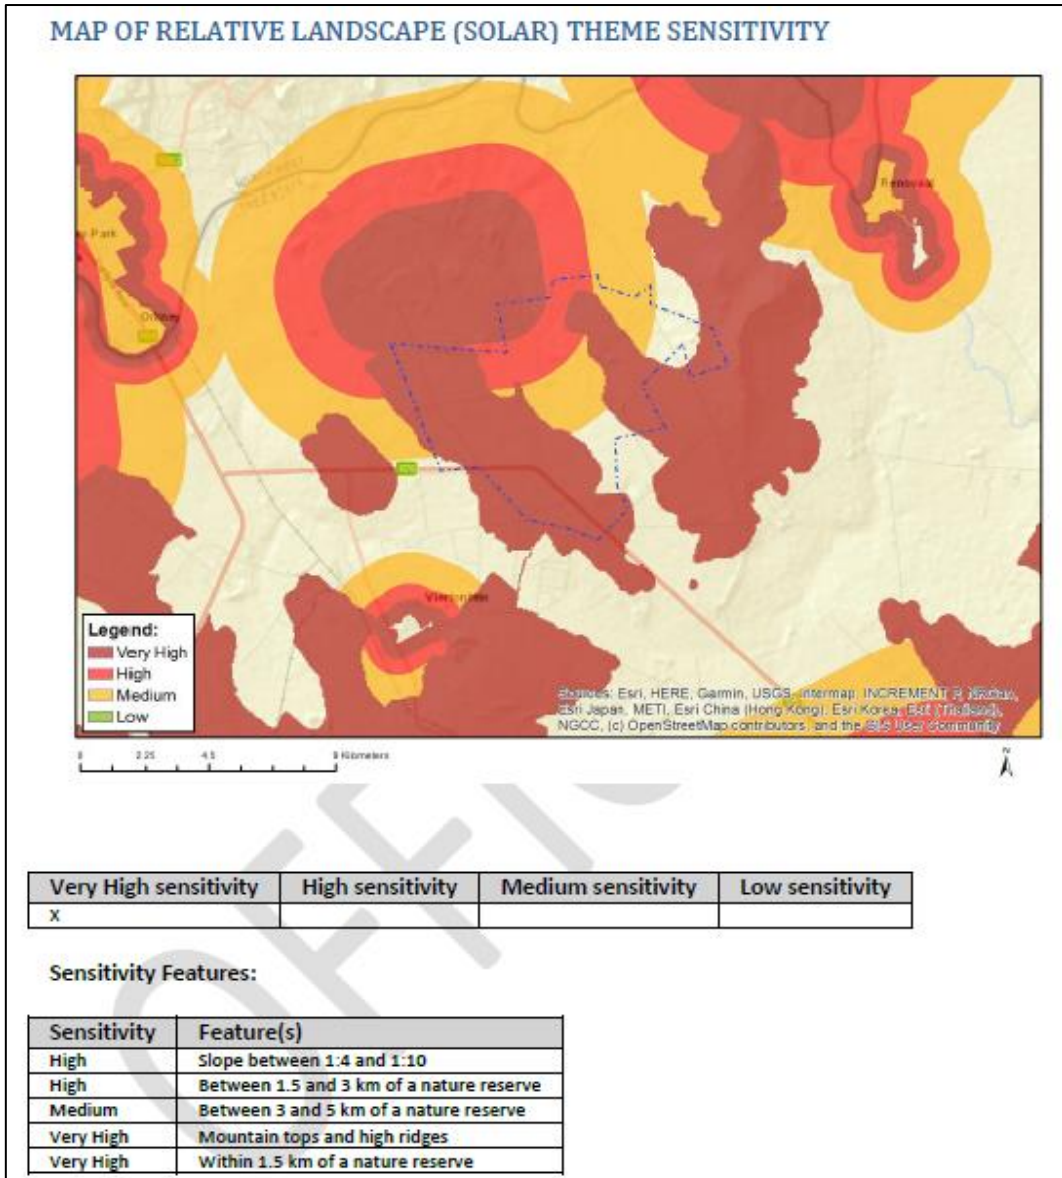 MAP OF RELATIVE LANDSCAPE (SOLAR) THEME SENSITIVITY
NORTH WEST
FREE STATE
Park
Orkney
Vierfontein
Legend:
Very High
High
Medium
Low
Sources: Esri, HERE, Garmin, USGS, Intermap, INCREMENT P, NRCan,
Esri Japan, METI, Esri China (Hong Kong), Esri Korea, Esri (Thailand),
NGCC, (c) OpenStreetMap contributors, and the GIS User Community
0 2.25 4.5 9 Kilometers
N
Very High sensitivity High sensitivity Medium sensitivity Low sensitivity
X
Sensitivity Features:
Sensitivity Feature(s)
High Slope between 1:4 and 1:10
High Between 1.5 and 3 km of a nature reserve
Medium Between 3 and 5 km of a nature reserve
Very High Mountain tops and high ridges
Very High Within 1.5 km of a nature reserve